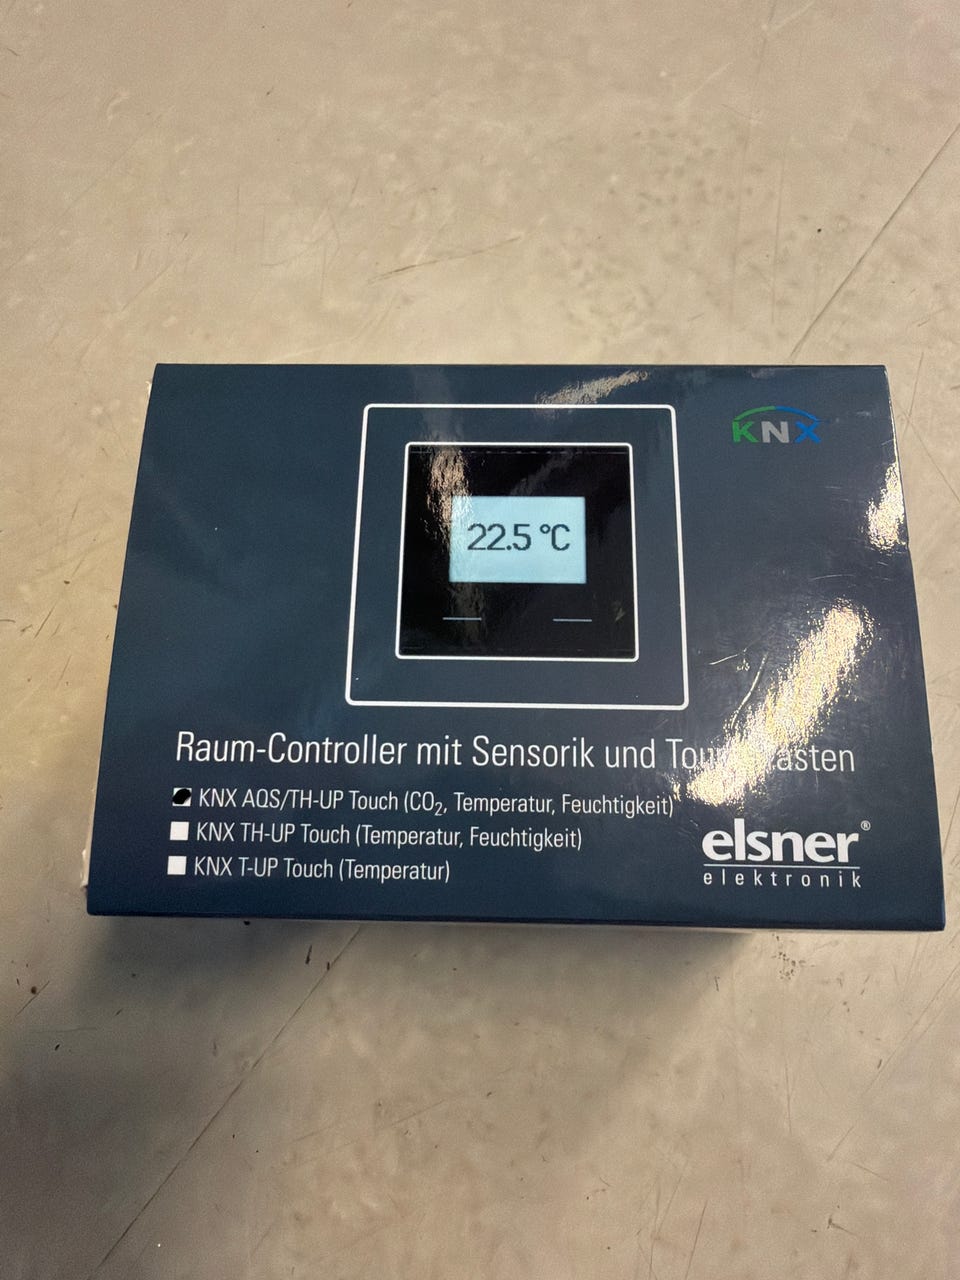 KNX
22.5 °C
Raum-Controller mit Sensorik und
KNX AQS/TH-UP Touch (CO₂, Temperatur, Feuchtigkeit)
KNX TH-UP Touch (Temperatur, Feuchtigkeit)
KNX T-UP Touch (Temperatur)
elsner®
elektronik